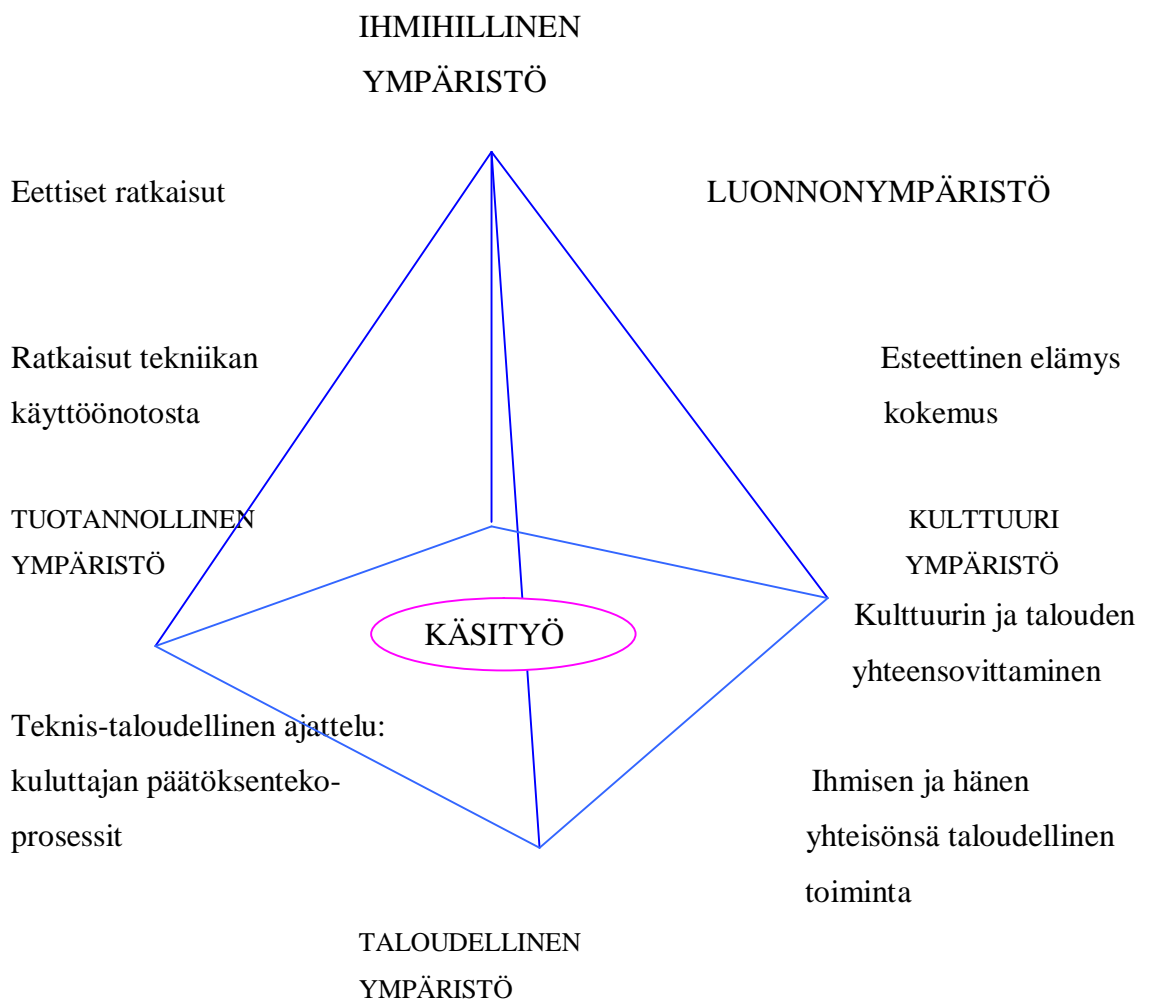 IHMIHILLINEN
YMPÄRISTÖ
Eettiset ratkaisut
LUONNONYMPÄRISTÖ
Ratkaisut tekniikan
käyttöönotosta
Esteettinen elämys
kokemus
TUOTANNOLLINEN
YMPÄRISTÖ
KULTTUURI
YMPÄRISTÖ
KÄSITYÖ
Kulttuurin ja talouden
yhteensovittaminen
Teknis-taloudellinen ajattelu:
kuluttajan päätöksenteko-
prosessit
Ihmisen ja hänen
yhteisönsä taloudellinen
toiminta
TALOUDELLINEN
YMPÄRISTÖ